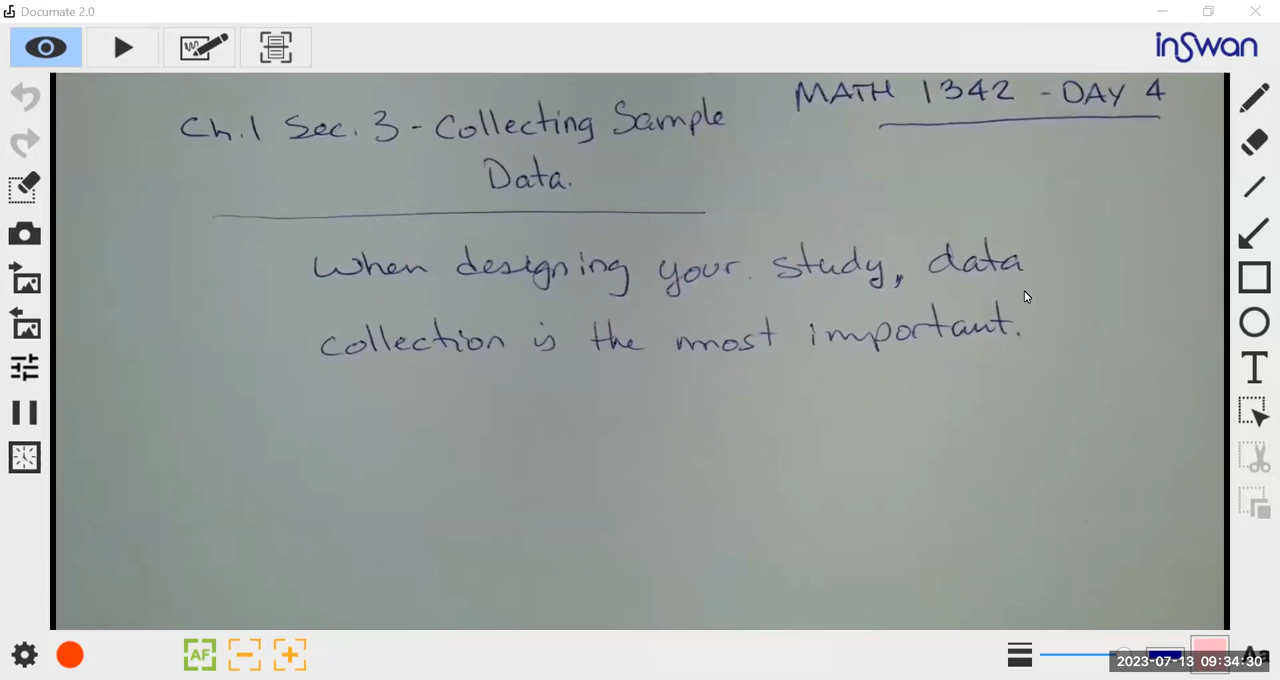 Documate 2.0
inSwan
MATH 1342 - DAY 4
Ch.1 Sec. 3 - Collecting Sample
Data.
When designing your study, data
collection is the most important.
AF
T
Aa
2023-07-13 09:34:30